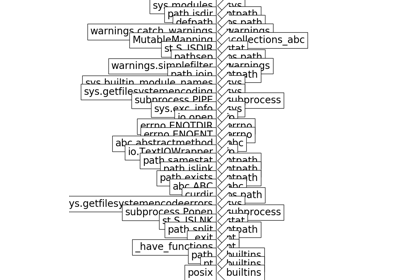 sys.modules sys
path.isdir ntpath
defpath os.path
warnings.catch_warnings warnings
MutableMapping collections_abc
st.S_ISDIR stat
pathsep os.path
warnings.simplefilter warnings
path.join ntpath
sys.builtin_module_names sys
sys.getfilesystemencoding sys
subprocess.PIPE subprocess
sys.exc_info sys
io.open io
errno.ENOTDIR errno
errno.ENOENT errno
abc.abstractmethod abc
io.TextIOWrapper io
path.samestat ntpath
path.islink ntpath
path.exists ntpath
abc.ABC abc
curdir os.path
ys.getfilesystemencodeerrors sys
subprocess.Popen subprocess
st.S_ISLNK stat
path.split ntpath
_exit nt
_have_functions nt
path builtins
nt builtins
posix builtins